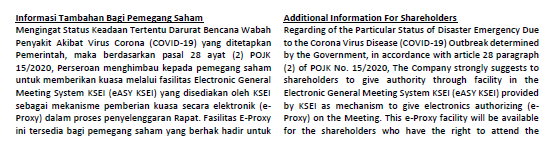 Informasi Tambahan Bagi Pemegang Saham
Mengingat Status Keadaan Tertentu Darurat Bencana Wabah
Penyakit Akibat Virus Corona (COVID-19) yang ditetapkan
Pemerintah, maka berdasarkan pasal 28 ayat (2) POJK
15/2020, Perseroan menghimbau kepada pemegang saham
untuk memberikan kuasa melalui fasilitas Electronic General
Meeting System KSEI (eASY KSEI) yang disediakan oleh KSEI
sebagai mekanisme pemberian kuasa secara elektronik (e-
Proxy) dalam proses penyelenggaran Rapat. Fasilitas E-Proxy
ini tersedia bagi pemegang saham yang berhak hadir untuk
Additional Information For Shareholders
Regarding of the Particular Status of Disaster Emergency Due
to the Corona Virus Disease (COVID-19) Outbreak determined
by the Government, in accordance with article 28 paragraph
(2) of POJK No. 15/2020, The Company strongly suggests to
shareholders to give authority through facility in the
Electronic General Meeting System KSEI (eASY KSEI) provided
by KSEI as mechanism to give electronics authorizing (e-
Proxy) on the Meeting. This e-Proxy facility will be available
for the shareholders who have the right to attend the